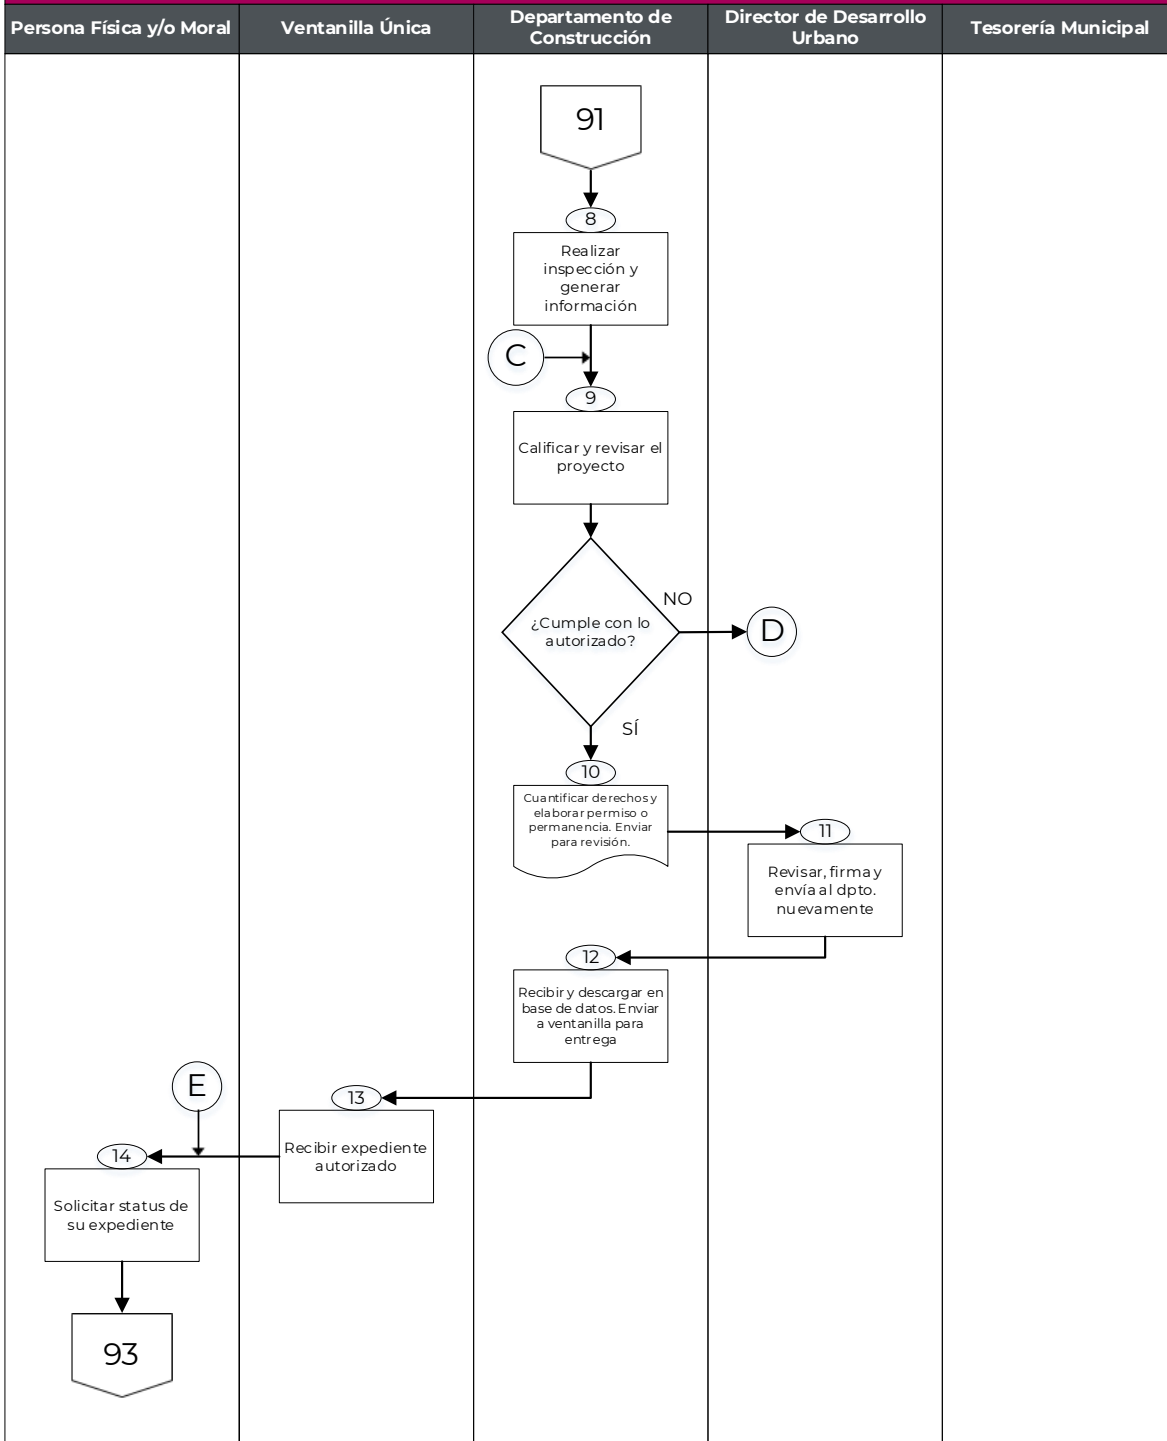 Persona Física y/o Moral
Ventanilla Única
Departamento de
Construcción
Director de Desarrollo
Urbano
Tesorería Municipal
91
8
Realizar
inspección y
generar
información
C
9
Calificar y revisar el
proyecto
¿Cumple con lo
autorizado?
NO
D
SÍ
10
Cuantificar derechos y
elaborar permiso o
permanencia. Enviar
para revisión.
11
Revisar, firma y
envía al dpto.
nuevamente
12
Recibir y descargar en
base de datos. Enviar
a ventanilla para
entrega
E
13
Recibir expediente
autorizado
14
Solicitar status de
su expediente
93